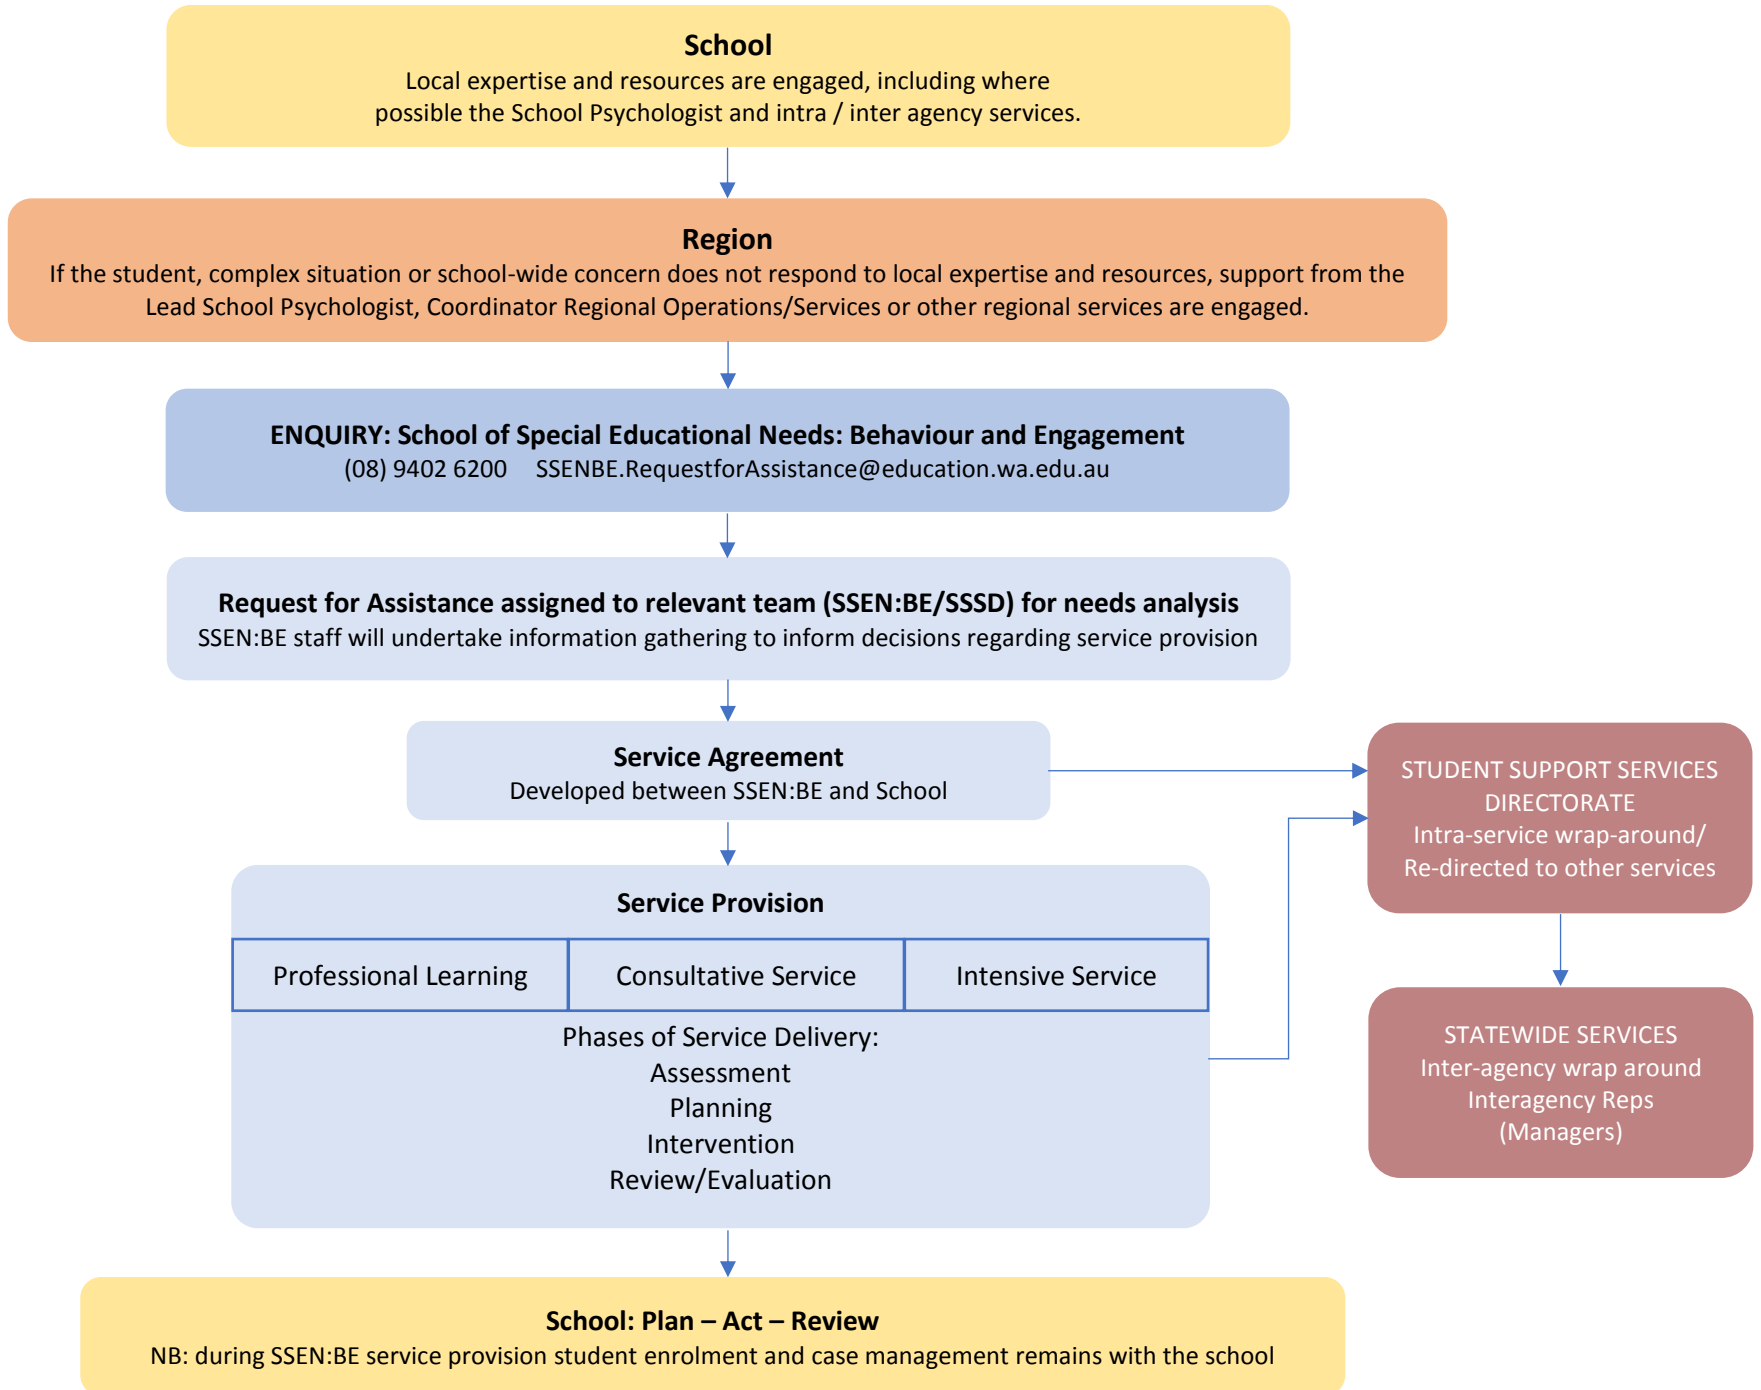 School
Local expertise and resources are engaged, including where
possible the School Psychologist and intra / inter agency services.
Region
If the student, complex situation or school-wide concern does not respond to local expertise and resources, support from the
Lead School Psychologist, Coordinator Regional Operations/Services or other regional services are engaged.
ENQUIRY: School of Special Educational Needs: Behaviour and Engagement
(08) 9402 6200 SSENBE.RequestforAssistance@education.wa.edu.au
Request for Assistance assigned to relevant team (SSEN:BE/SSSD) for needs analysis
SSEN:BE staff will undertake information gathering to inform decisions regarding service provision
Service Agreement
Developed between SSEN:BE and School
STUDENT SUPPORT SERVICES
DIRECTORATE
Intra-service wrap-around/
Re-directed to other services
Service Provision
Professional Learning
Consultative Service
Intensive Service
Phases of Service Delivery:
Assessment
Planning
Intervention
Review/Evaluation
STATEWIDE SERVICES
Inter-agency wrap around
Interagency Reps
(Managers)
School: Plan – Act – Review
NB: during SSEN:BE service provision student enrolment and case management remains with the school